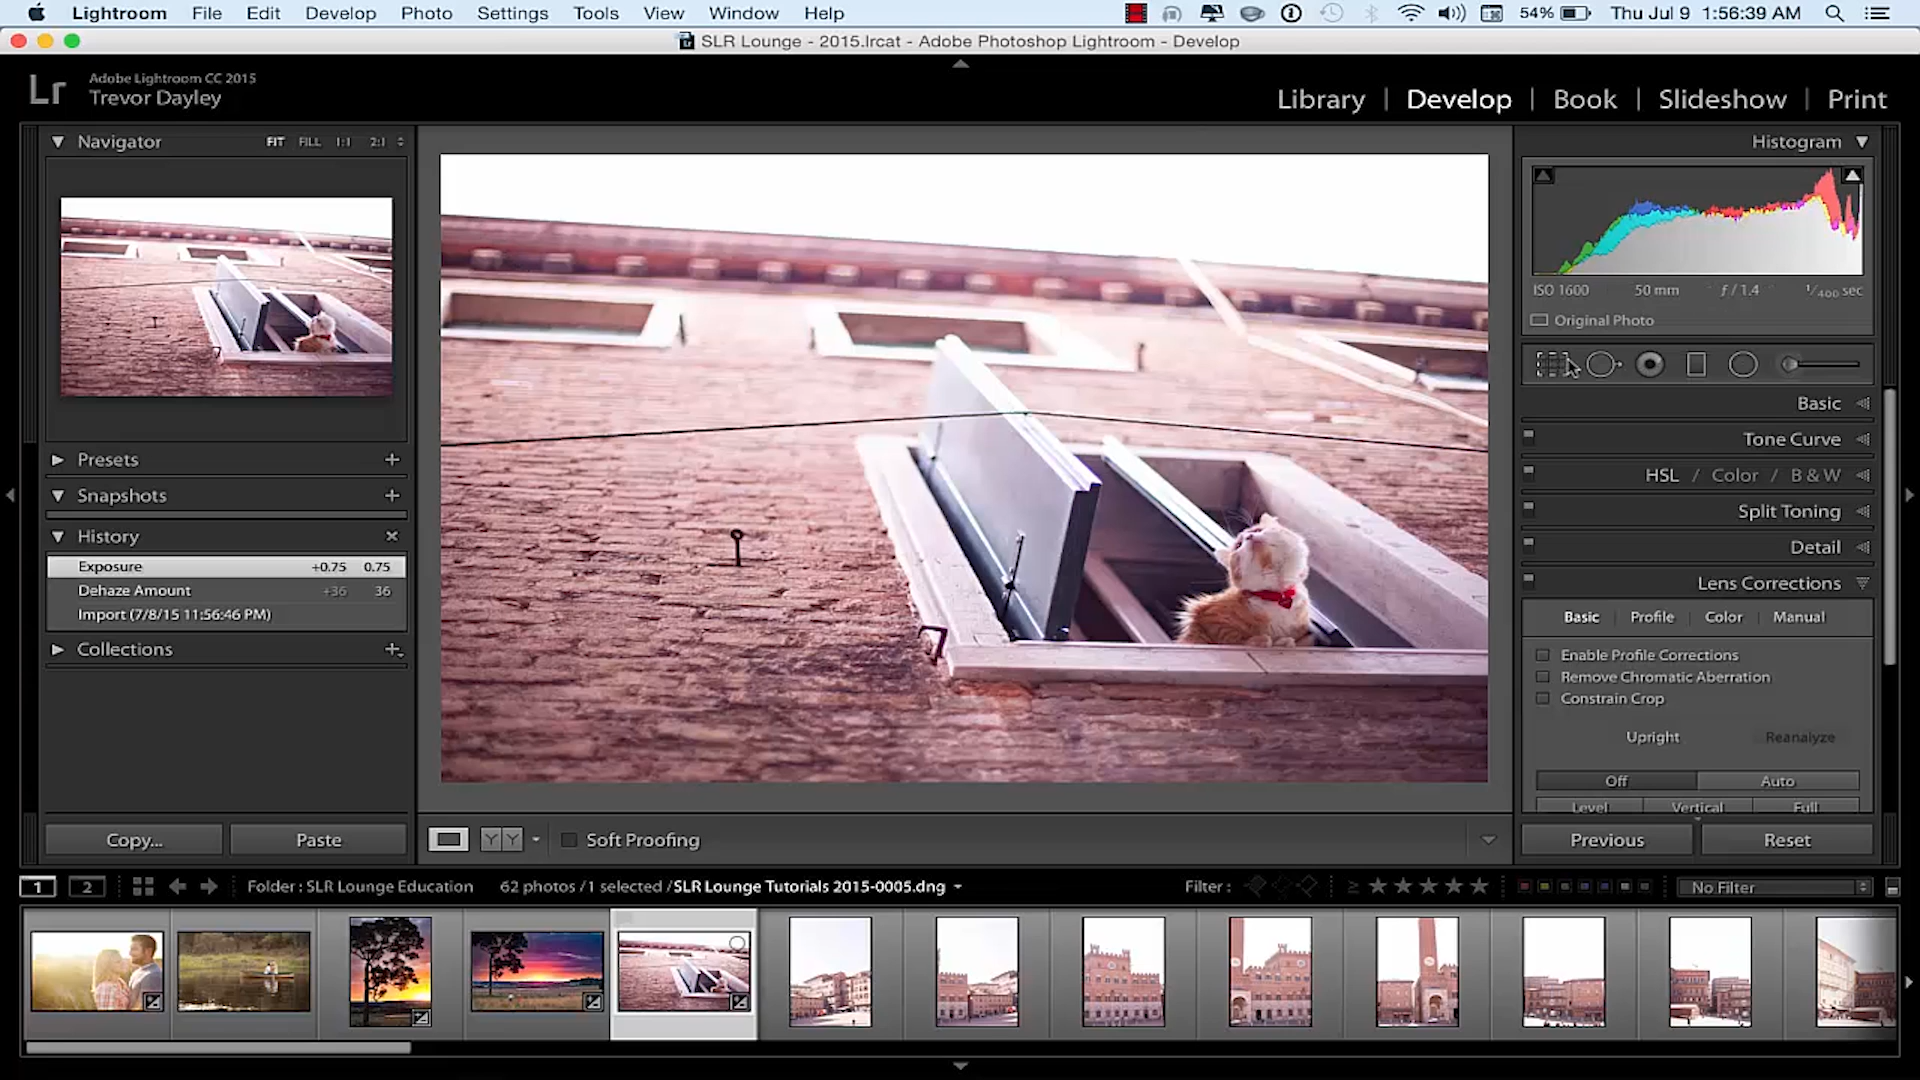 Lightroom File Edit Develop Photo Settings Tools View Window Help 54% Thu Jul 9 1:56:39 AM
SLR Lounge - 2015.lrcat - Adobe Photoshop Lightroom - Develop
Lr Adobe Lightroom CC 2015
Trevor Dayley
Library | Develop | Book | Slideshow | Print
Navigator FIT FILL 1:1 2:1
Histogram
ISO 1600 50 mm f / 1.4 1/400 sec
Original Photo
Basic
Tone Curve
HSL / Color / B & W
Split Toning
Detail
Lens Corrections
Basic Profile Color Manual
Enable Profile Corrections
Remove Chromatic Aberration
Constrain Crop
Upright Reanalyze
Off Auto
Level Vertical Full
Previous Reset
Presets +
Snapshots +
History ×
Exposure +0.75 0.75
Dehaze Amount +36 36
Import (7/8/15 11:56:46 PM)
Collections +
Copy... Paste
Y Y Soft Proofing
1 2 Folder : SLR Lounge Education 62 photos /1 selected /SLR Lounge Tutorials 2015-0005.dng Filter : ≥ ★★★★★ No Filter